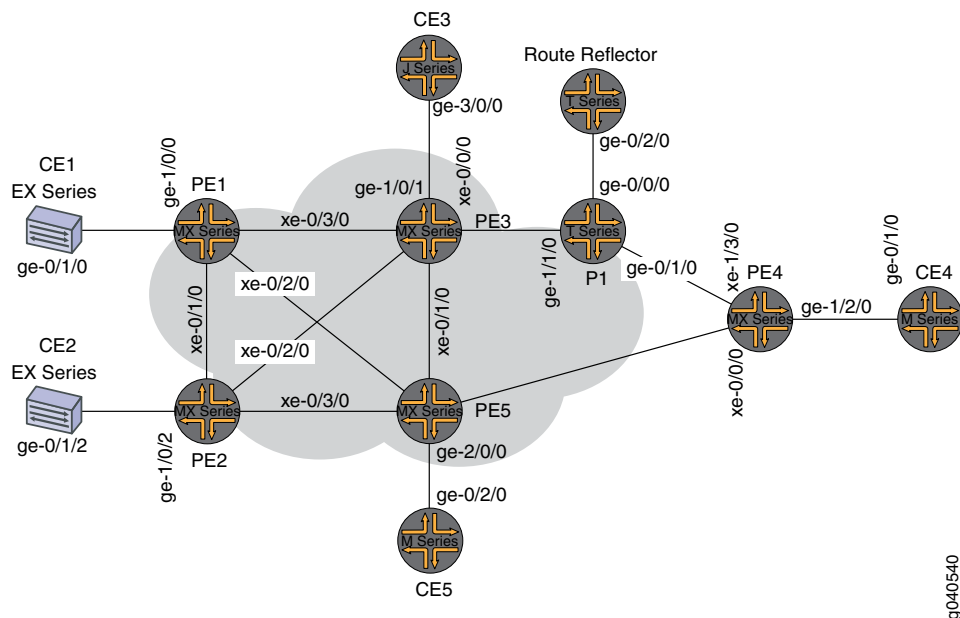 CE3
J Series
ge-3/0/0
Route Reflector
T Series
ge-0/2/0
CE1
EX Series
ge-0/1/0
ge-1/0/0
PE1
MX Series
xe-0/3/0
ge-1/0/1
xe-0/0/0
MX Series
PE3
ge-0/0/0
T Series
P1
ge-1/1/0
ge-0/1/0
xe-1/3/0
PE4
MX Series
xe-0/0/0
ge-1/2/0
ge-0/1/0
CE4
M Series
xe-0/1/0
xe-0/2/0
xe-0/2/0
xe-0/1/0
CE2
EX Series
ge-0/1/2
ge-1/0/2
MX Series
PE2
xe-0/3/0
MX Series
PE5
ge-2/0/0
ge-0/2/0
M Series
CE5
g040540